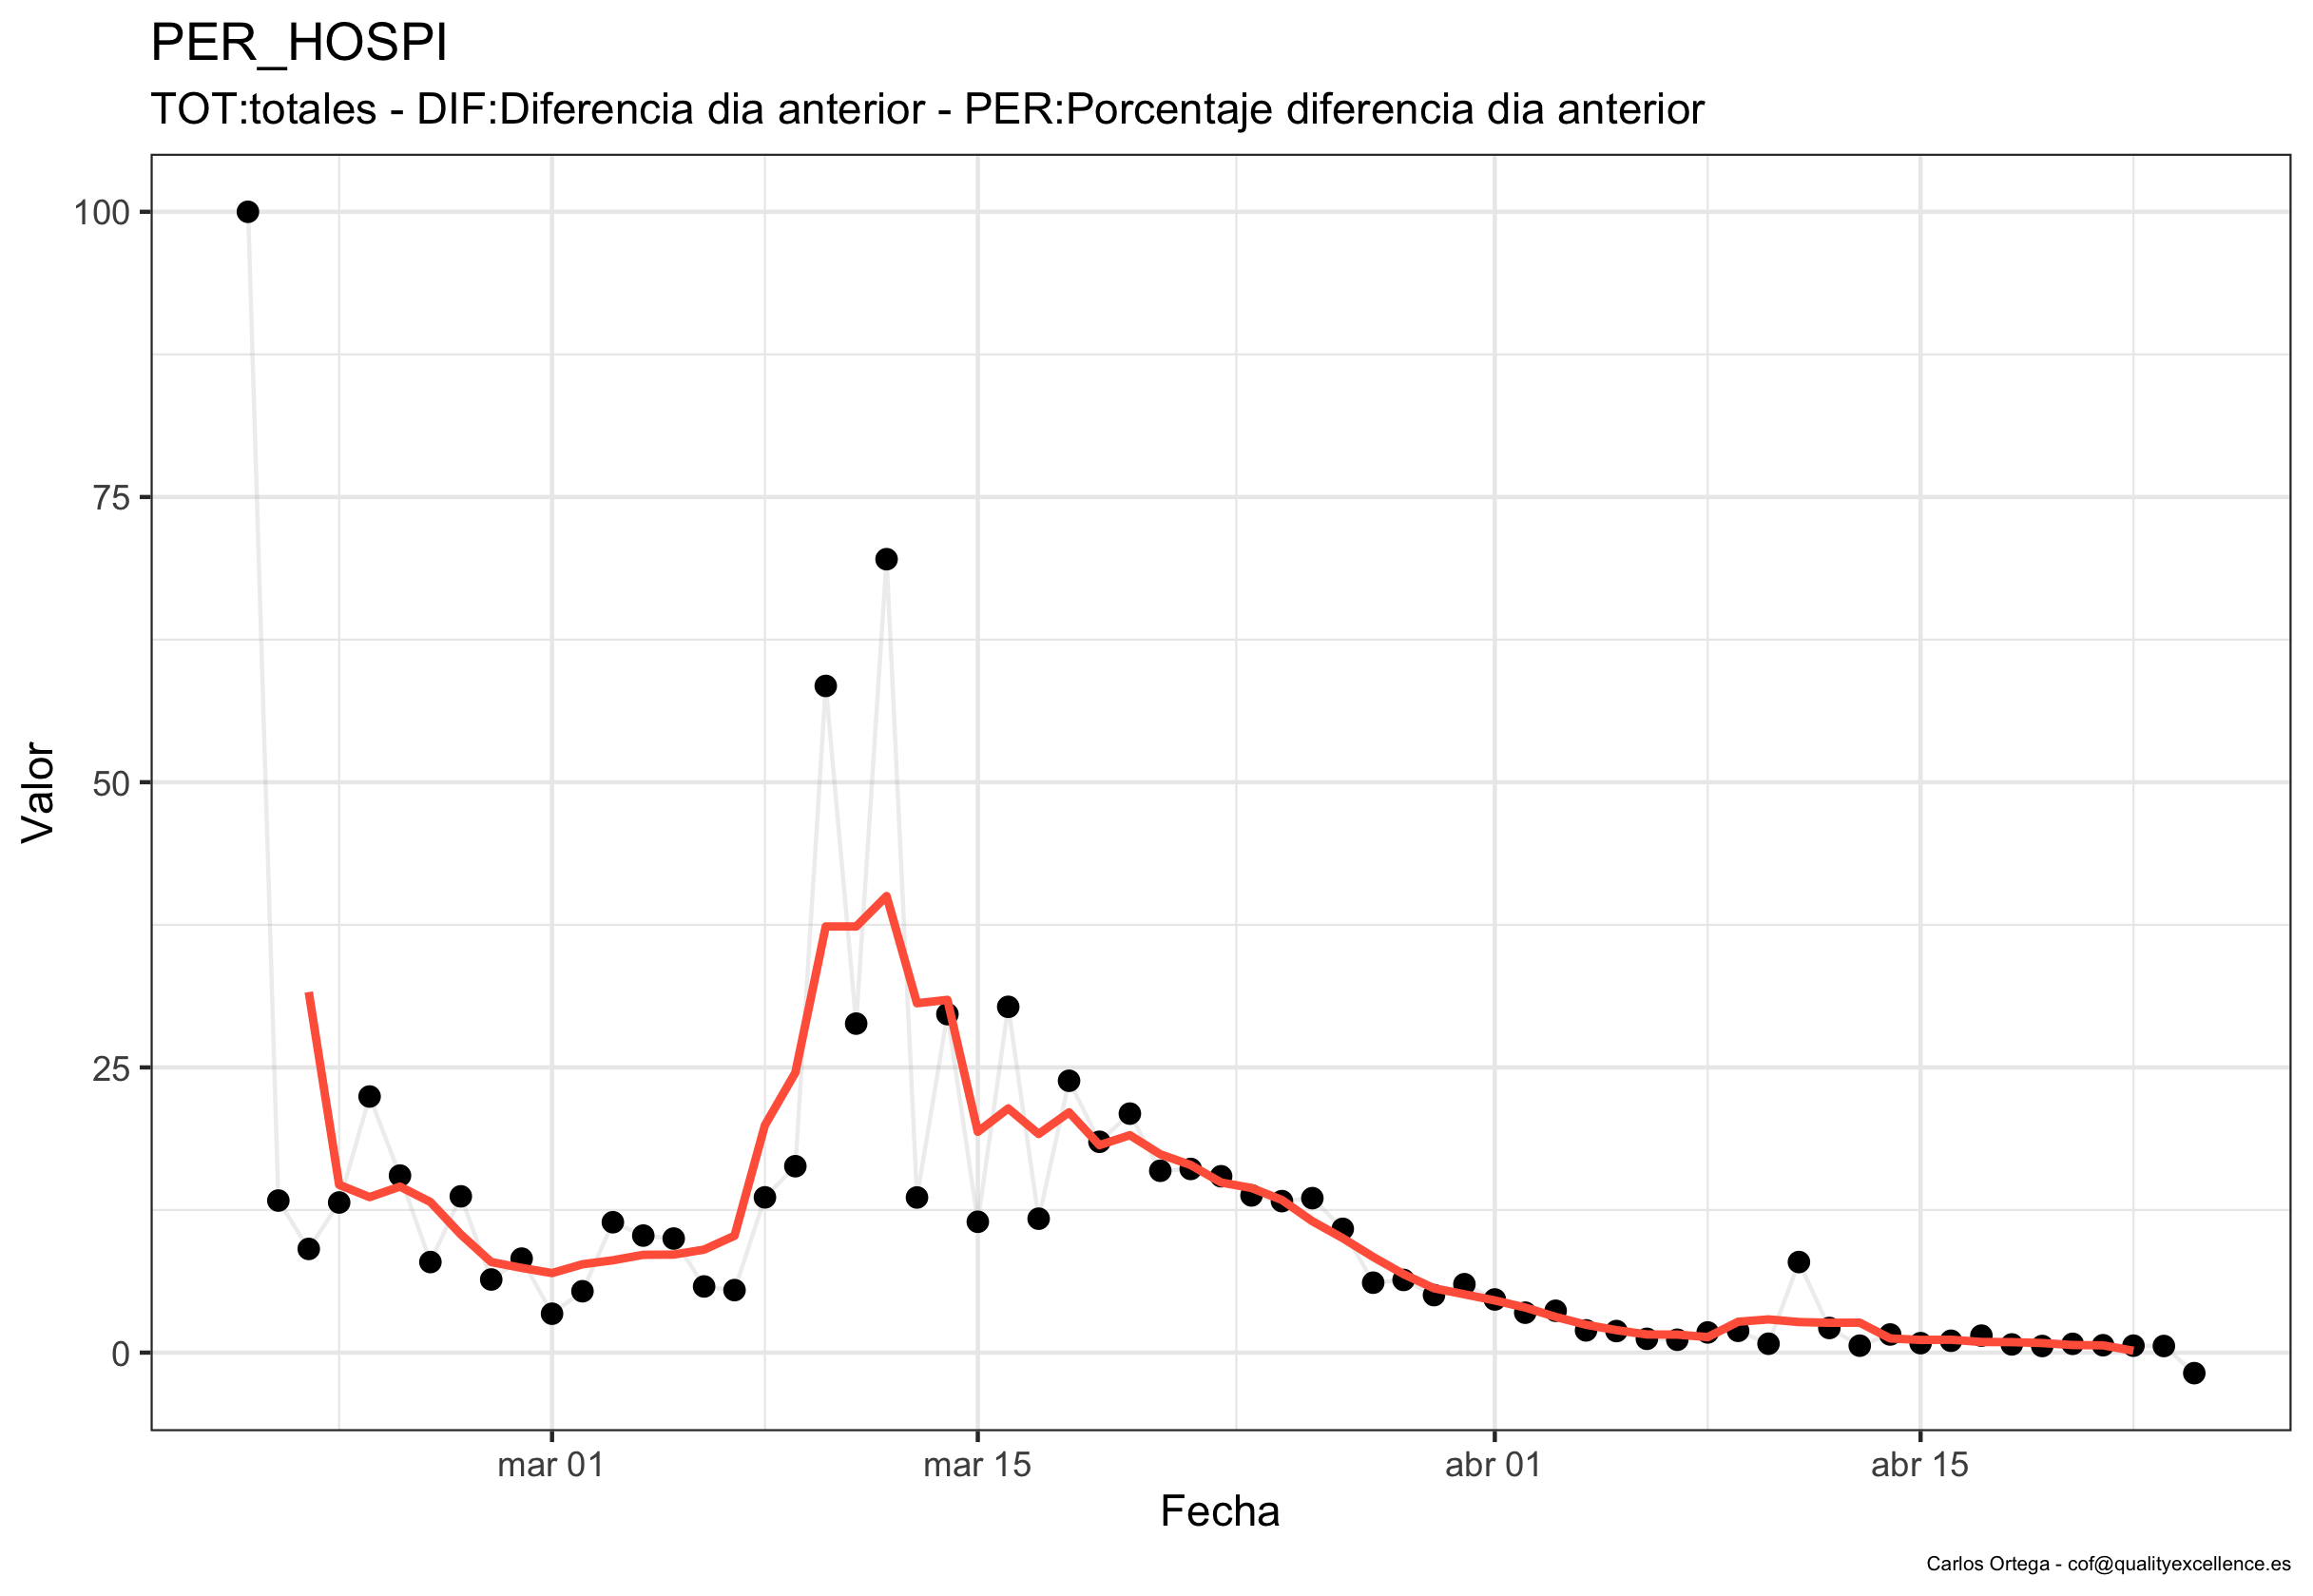 PER_HOSPI
TOT:totales - DIF:Diferencia dia anterior - PER:Porcentaje diferencia dia anterior
100
75
50
25
0
Valor
mar 01
mar 15
abr 01
abr 15
Fecha
Carlos Ortega - cof@qualityexcellence.es